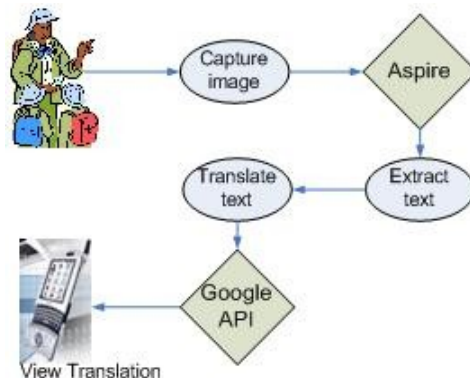 Capture
image
Aspire
Extract
text
Translate
text
Google
API
View Translation